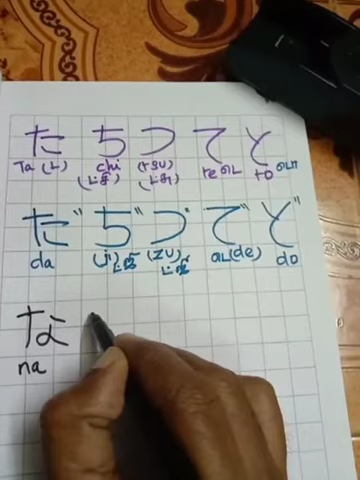 た ち つ て と
Ta chi (TSU) te to
だ ぢ づ で ど
da (ji) (ZU) (de) do
な
na